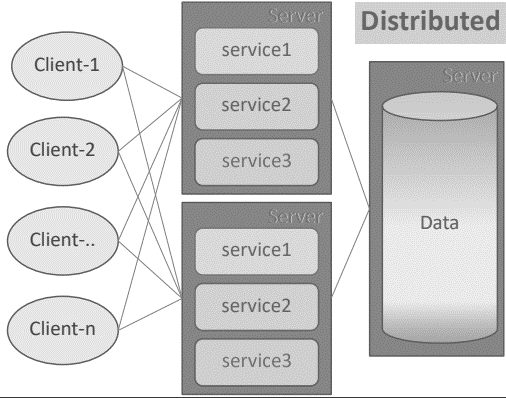 Distributed
Client-1
Client-2
Client-..
Client-n
Server
service1
service2
service3
Server
service1
service2
service3
Server
Data